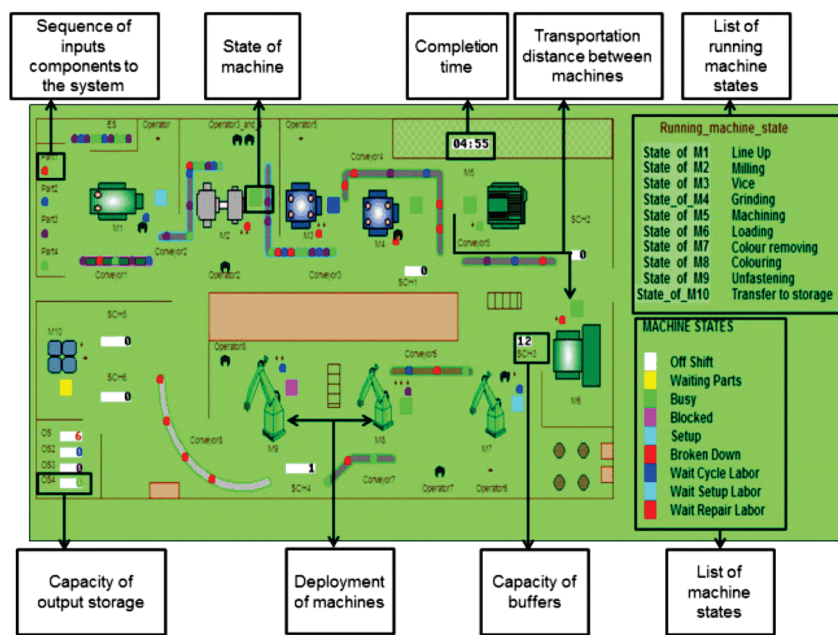 Sequence of
inputs
components to
the system
State of
machine
Completion
time
Transportation
distance between
machines
List of
running
machine
states
ES
Operator
Operator3_and_4
Operator5
Part1
Part2
Part3
Part4
M1
Conveyor1
Conveyor2
M2
Operator2
M3
Conveyor3
Conveyor4
M4
0
SCH1
04:55
M5
Conveyor5
SCH2
0
Running_machine_state
State of M1 Line Up
State of M2 Milling
State of M3 Vice
State_of_M4 Grinding
State of M5 Machining
State of M6 Loading
State of M7 Colour removing
State of M8 Colouring
State of M9 Unfastening
State_of_M10 Transfer to storage
SCH5
0
M10
SCH6
0
OS 6
OS2 0
OS3 0
OS4 0
Operator8
Conveyor8
M9
1
SCH4
M8
Conveyor6
Conveyor7
Operator7
M7
Operator6
12
SCH3
M6
MACHINE STATES
Off Shift
Waiting Parts
Busy
Blocked
Setup
Broken Down
Wait Cycle Labor
Wait Setup Labor
Wait Repair Labor
Capacity of
output storage
Deployment
of machines
Capacity of
buffers
List of
machine
states